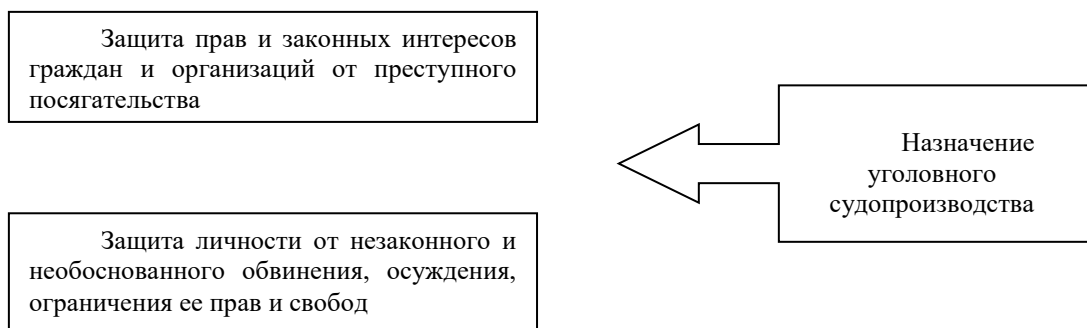 Защита прав и законных интересов
граждан и организаций от преступного
посягательства
Назначение
уголовного
судопроизводства
Защита личности от незаконного и
необоснованного обвинения, осуждения,
ограничения ее прав и свобод